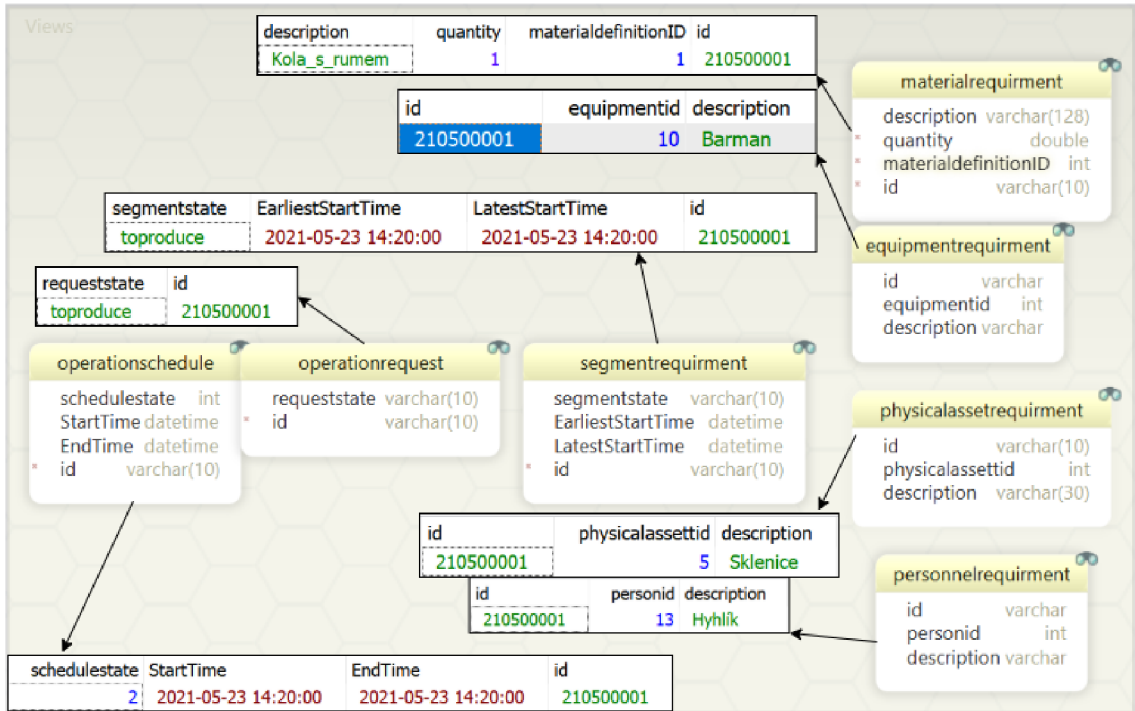 Views
description quantity materialdefinitionID id
Kola_s_rumem 1 1 210500001
materialrequirment
description varchar(128)
quantity double
materialdefinitionID int
id varchar(10)
id equipmentid description
210500001 10 Barman
segmentstate EarliestStartTime LatestStartTime id
toproduce 2021-05-23 14:20:00 2021-05-23 14:20:00 210500001
equipmentrequirment
id varchar
equipmentid int
description varchar
requeststate id
toproduce 210500001
operationschedule
schedulestate int
StartTime datetime
EndTime datetime
* id varchar(10)
operationrequest
requeststate varchar(10)
* id varchar(10)
segmentrequirment
segmentstate varchar(10)
EarliestStartTime datetime
LatestStartTime datetime
* id varchar(10)
physicalassetrequirment
id varchar(10)
physicalassettid int
description varchar(30)
id physicalassettid description
210500001 5 Sklenice
id personid description
210500001 13 Hyhlík
personnelrequirment
id varchar
personid int
description varchar
schedulestate StartTime EndTime id
2 2021-05-23 14:20:00 2021-05-23 14:20:00 210500001